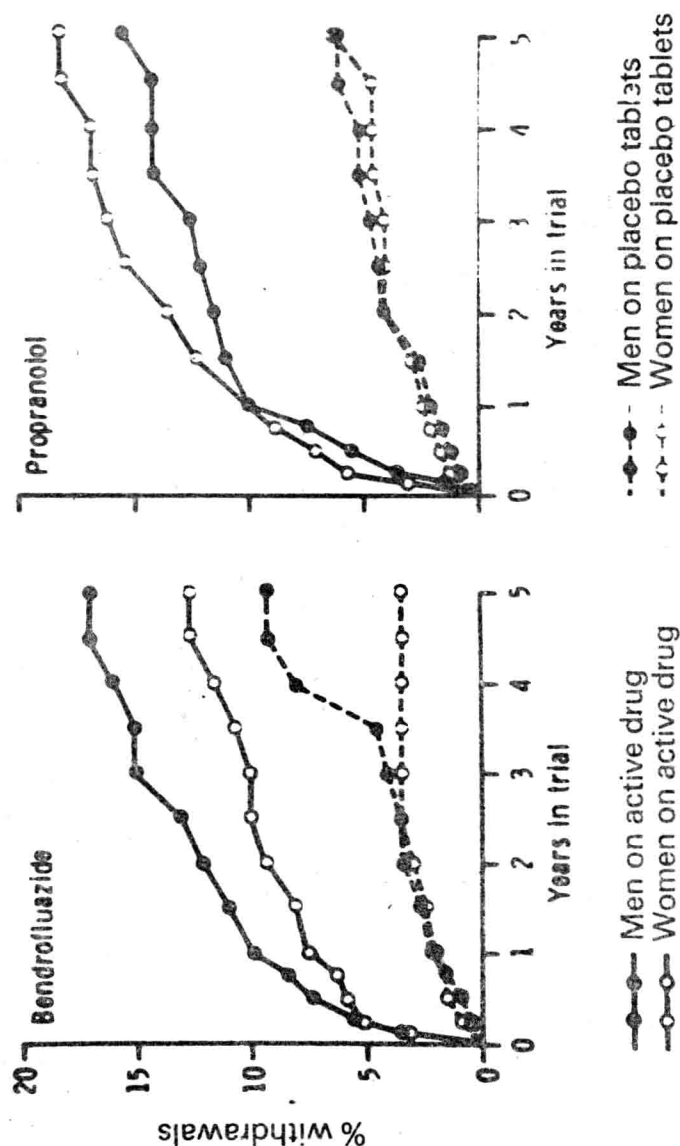 Bendrofluazide
Propranolol
% withdrawals
20
15
10
5
0
0 1 2 3 4 5
Years in trial
0 1 2 3 4 5
Years in trial
Men on active drug
Women on active drug
Men on placebo tablets
Women on placebo tablets